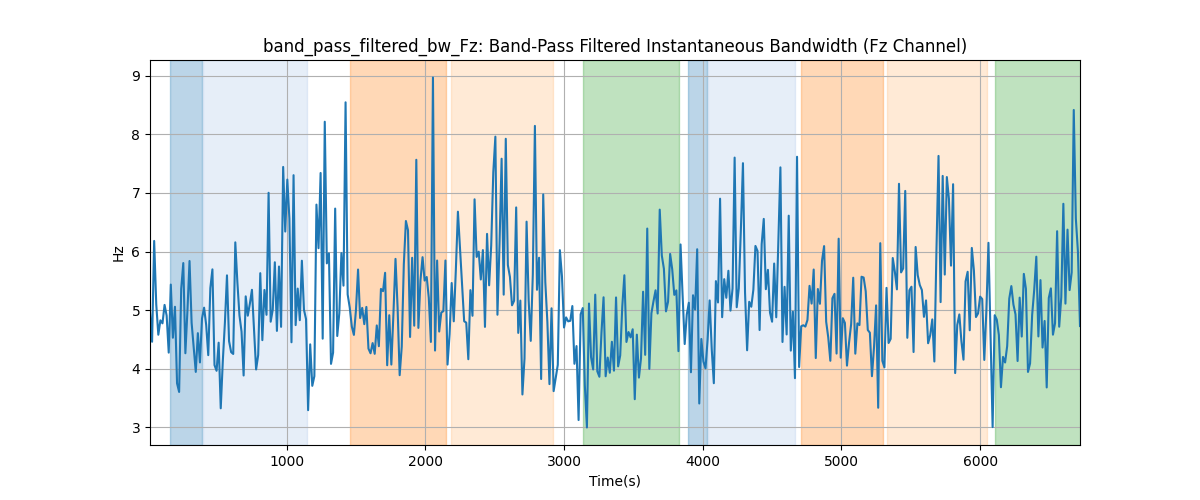 band_pass_filtered_bw_Fz: Band-Pass Filtered Instantaneous Bandwidth (Fz Channel)
9
8
7
6
5
4
3
Hz
1000 2000 3000 4000 5000 6000
Time(s)